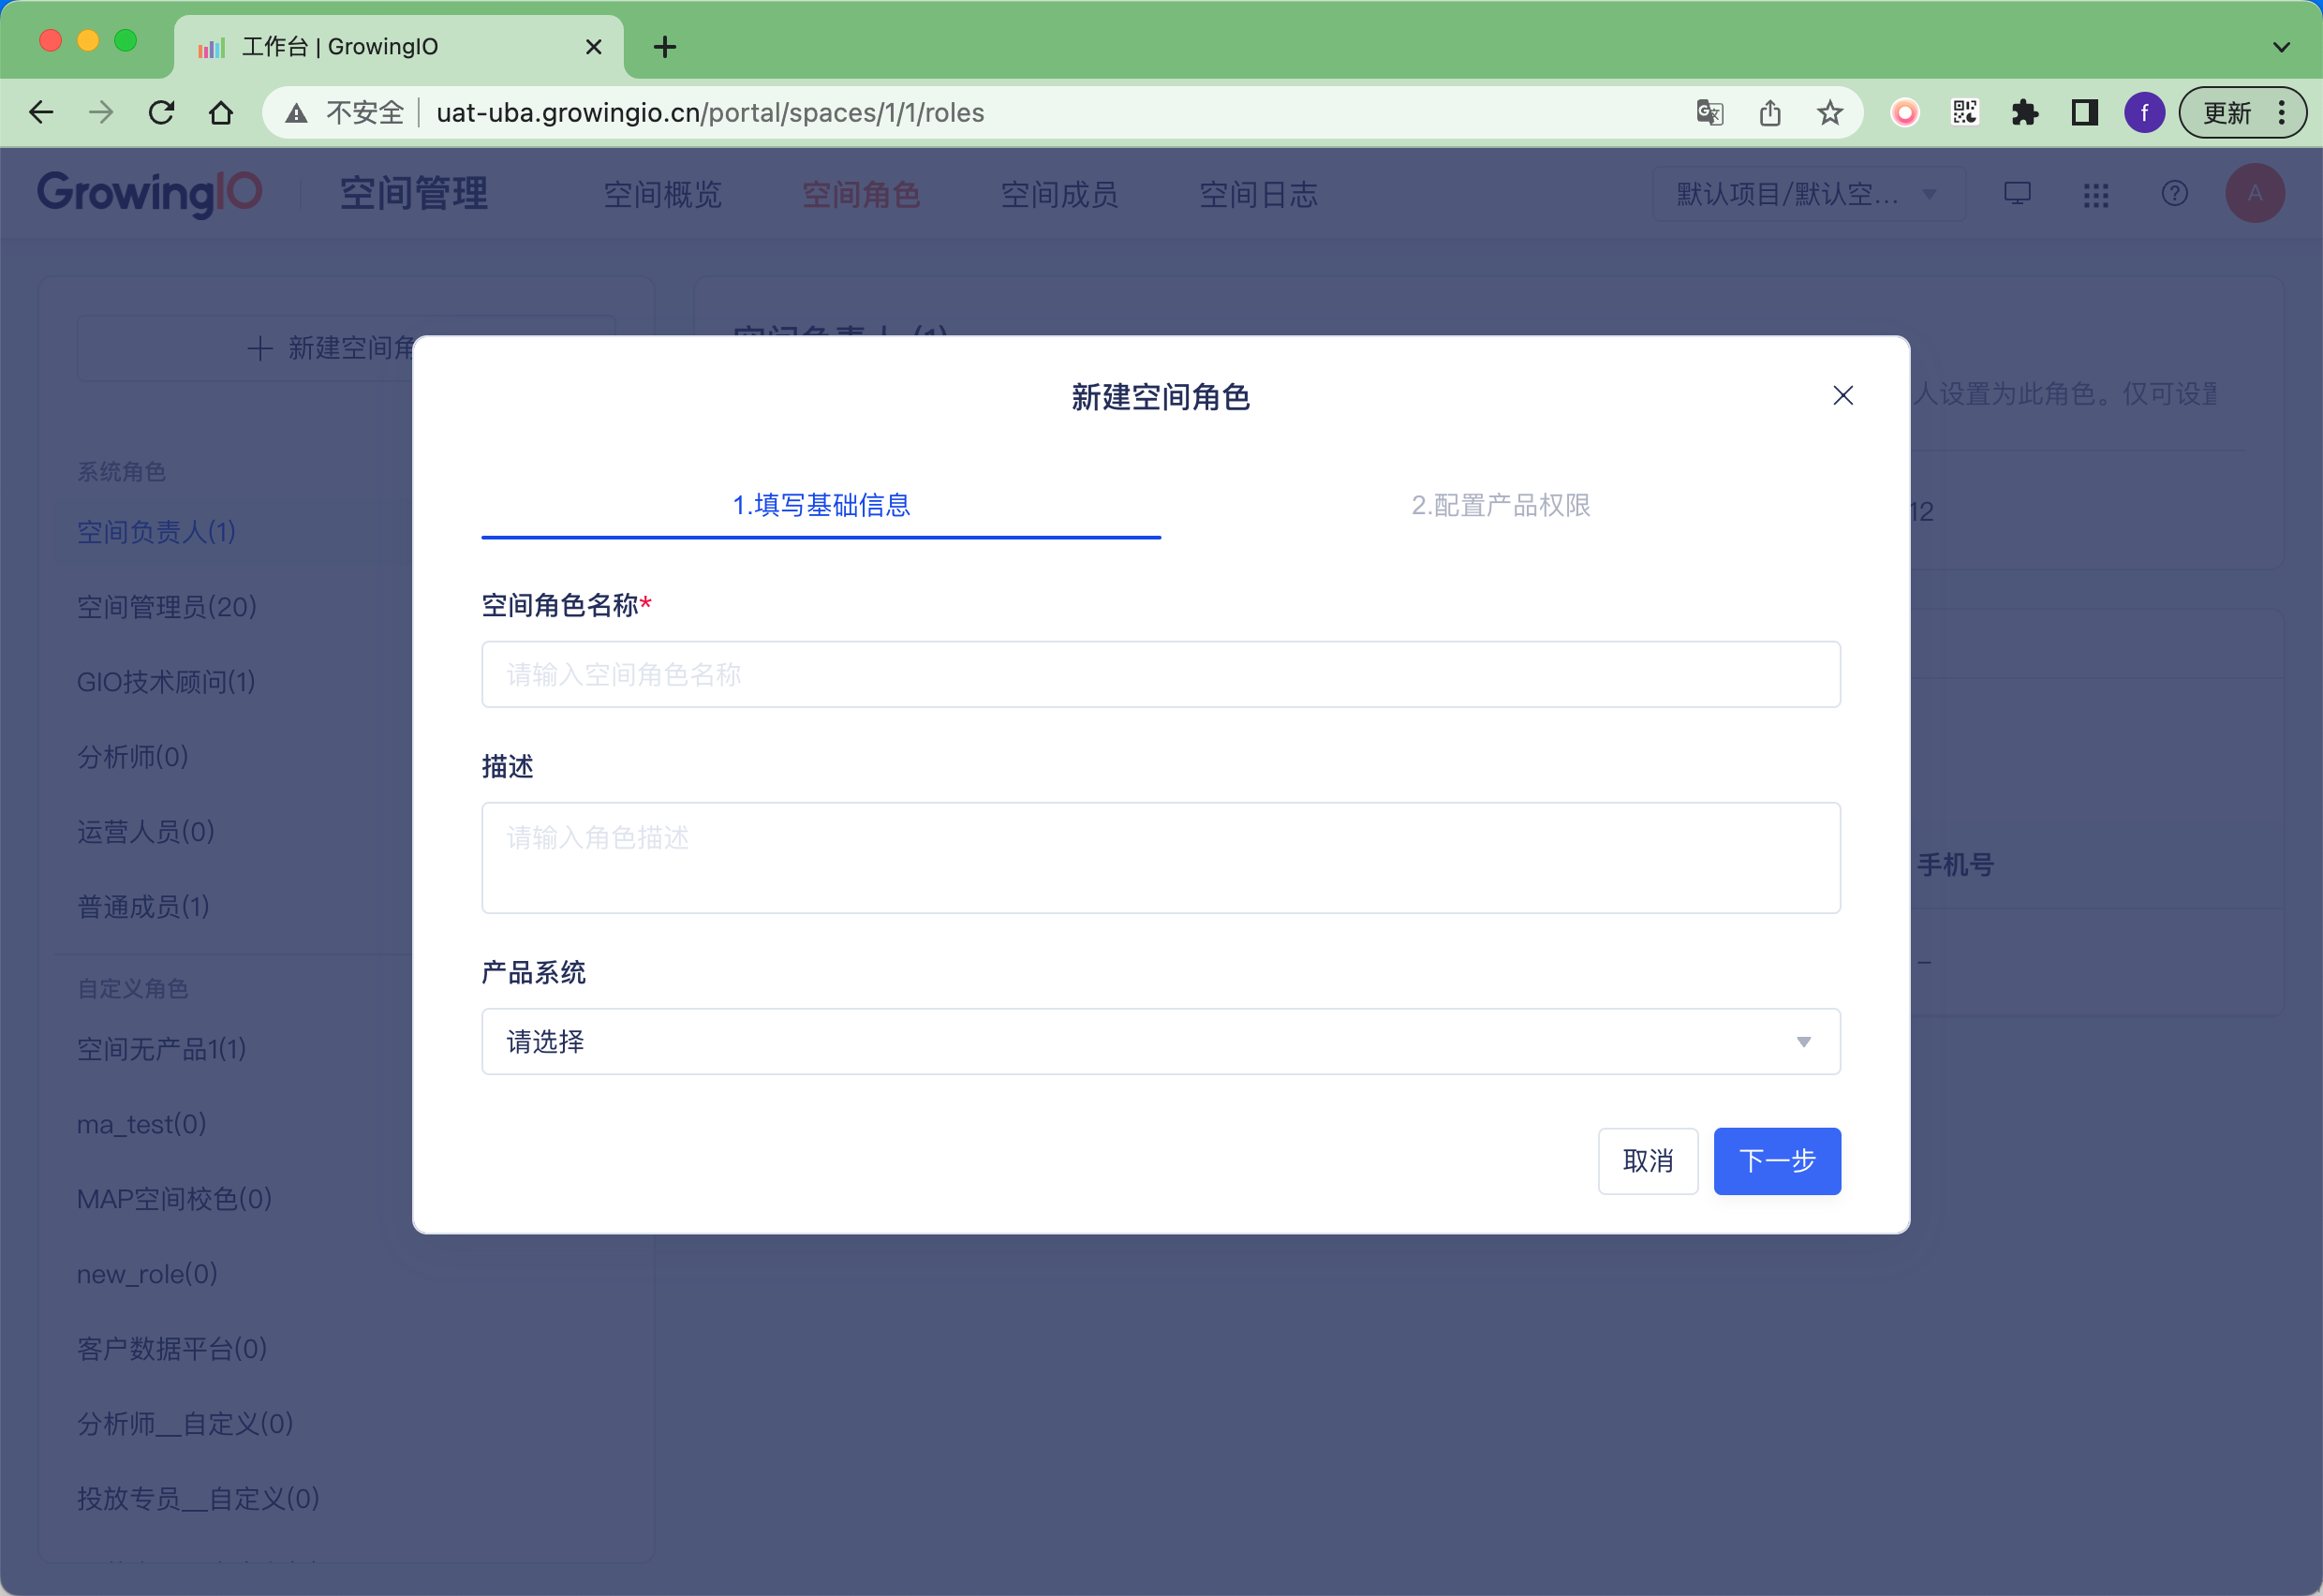 工作台 | GrowingIO
不安全 uat-uba.growingio.cn/portal/spaces/1/1/roles
f
更新
GrowingIO 空间管理 空间概览 空间角色 空间成员 空间日志 默认项目/默认空... A
新建空间角
空间负责人 (1)
人设置为此角色。仅可设置
系统角色
空间负责人(1)
12
空间管理员(20)
GIO技术顾问(1)
分析师(0)
运营人员(0)
手机号
普通成员(1)
–
自定义角色
空间无产品1(1)
ma_test(0)
MAP空间校色(0)
new_role(0)
客户数据平台(0)
分析师__自定义(0)
投放专员__自定义(0)
新建空间角色
1.填写基础信息 2.配置产品权限
空间角色名称*
请输入空间角色名称
描述
请输入角色描述
产品系统
请选择
取消 下一步